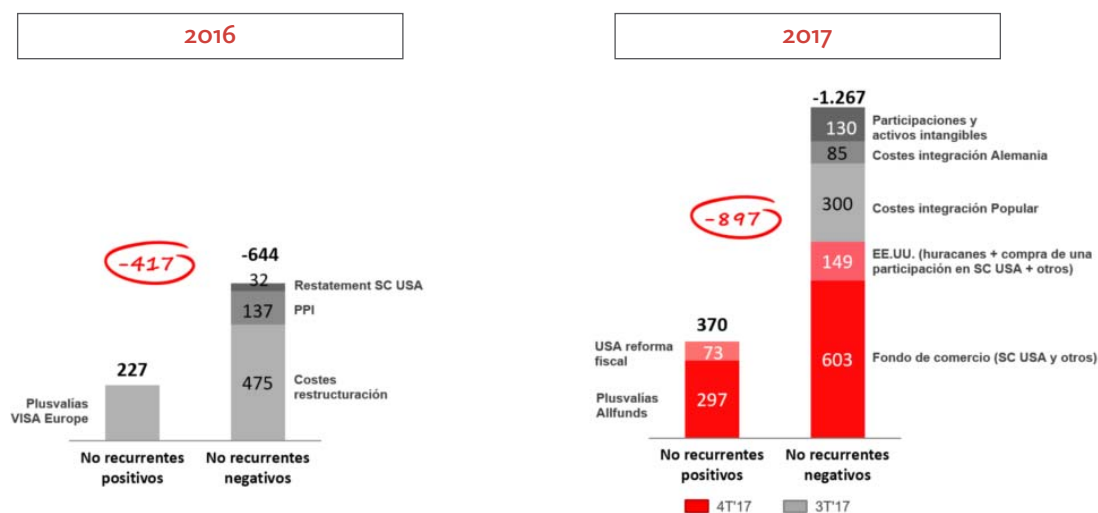 2016
-417
-644
32
Restatement SC USA
137
PPI
475
Costes
restructuración
227
Plusvalías
VISA Europe
No recurrentes
positivos
No recurrentes
negativos
2017
-897
-1.267
130
Participaciones y
activos intangibles
85
Costes integración Alemania
300
Costes integración Popular
149
EE.UU. (huracanes + compra de una
participación en SC USA + otros)
603
Fondo de comercio (SC USA y otros)
370
USA reforma
fiscal
73
Plusvalías
Allfunds
297
No recurrentes
positivos
No recurrentes
negativos
4T'17
3T'17